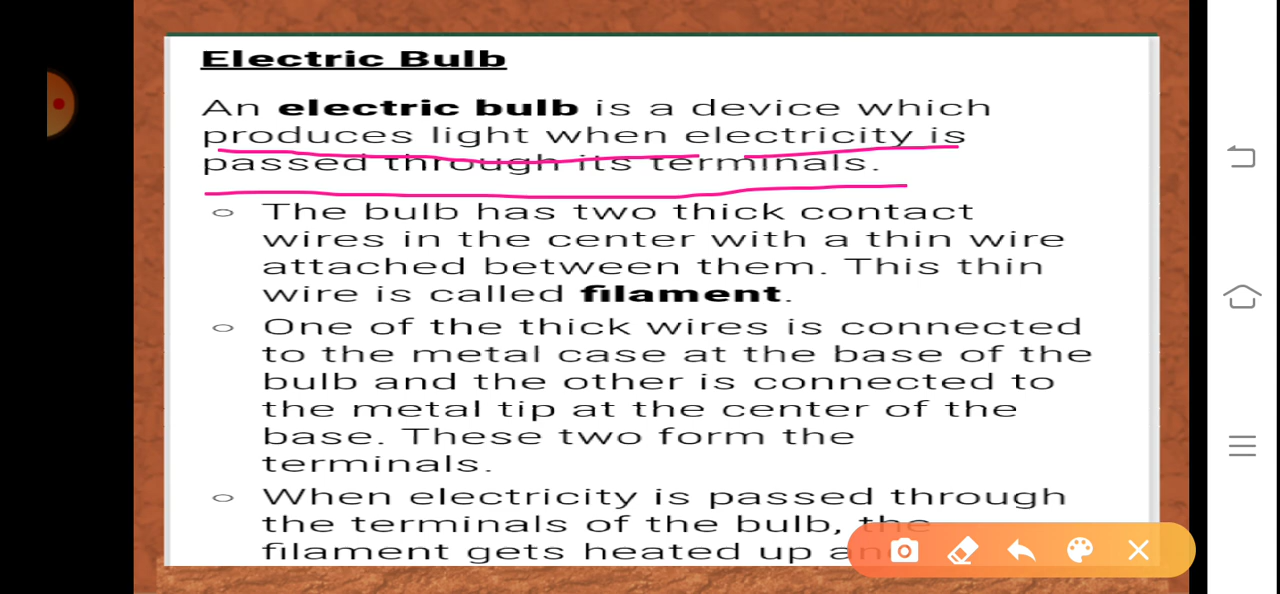 Electric Bulb
An electric bulb is a device which
produces light when electricity is
passed through its terminals.
The bulb has two thick contact
wires in the center with a thin wire
attached between them. This thin
wire is called filament.
One of the thick wires is connected
to the metal case at the base of the
bulb and the other is connected to
the metal tip at the center of the
base. These two form the
terminals.
When electricity is passed through
the terminals of the bulb, the
filament gets heated up